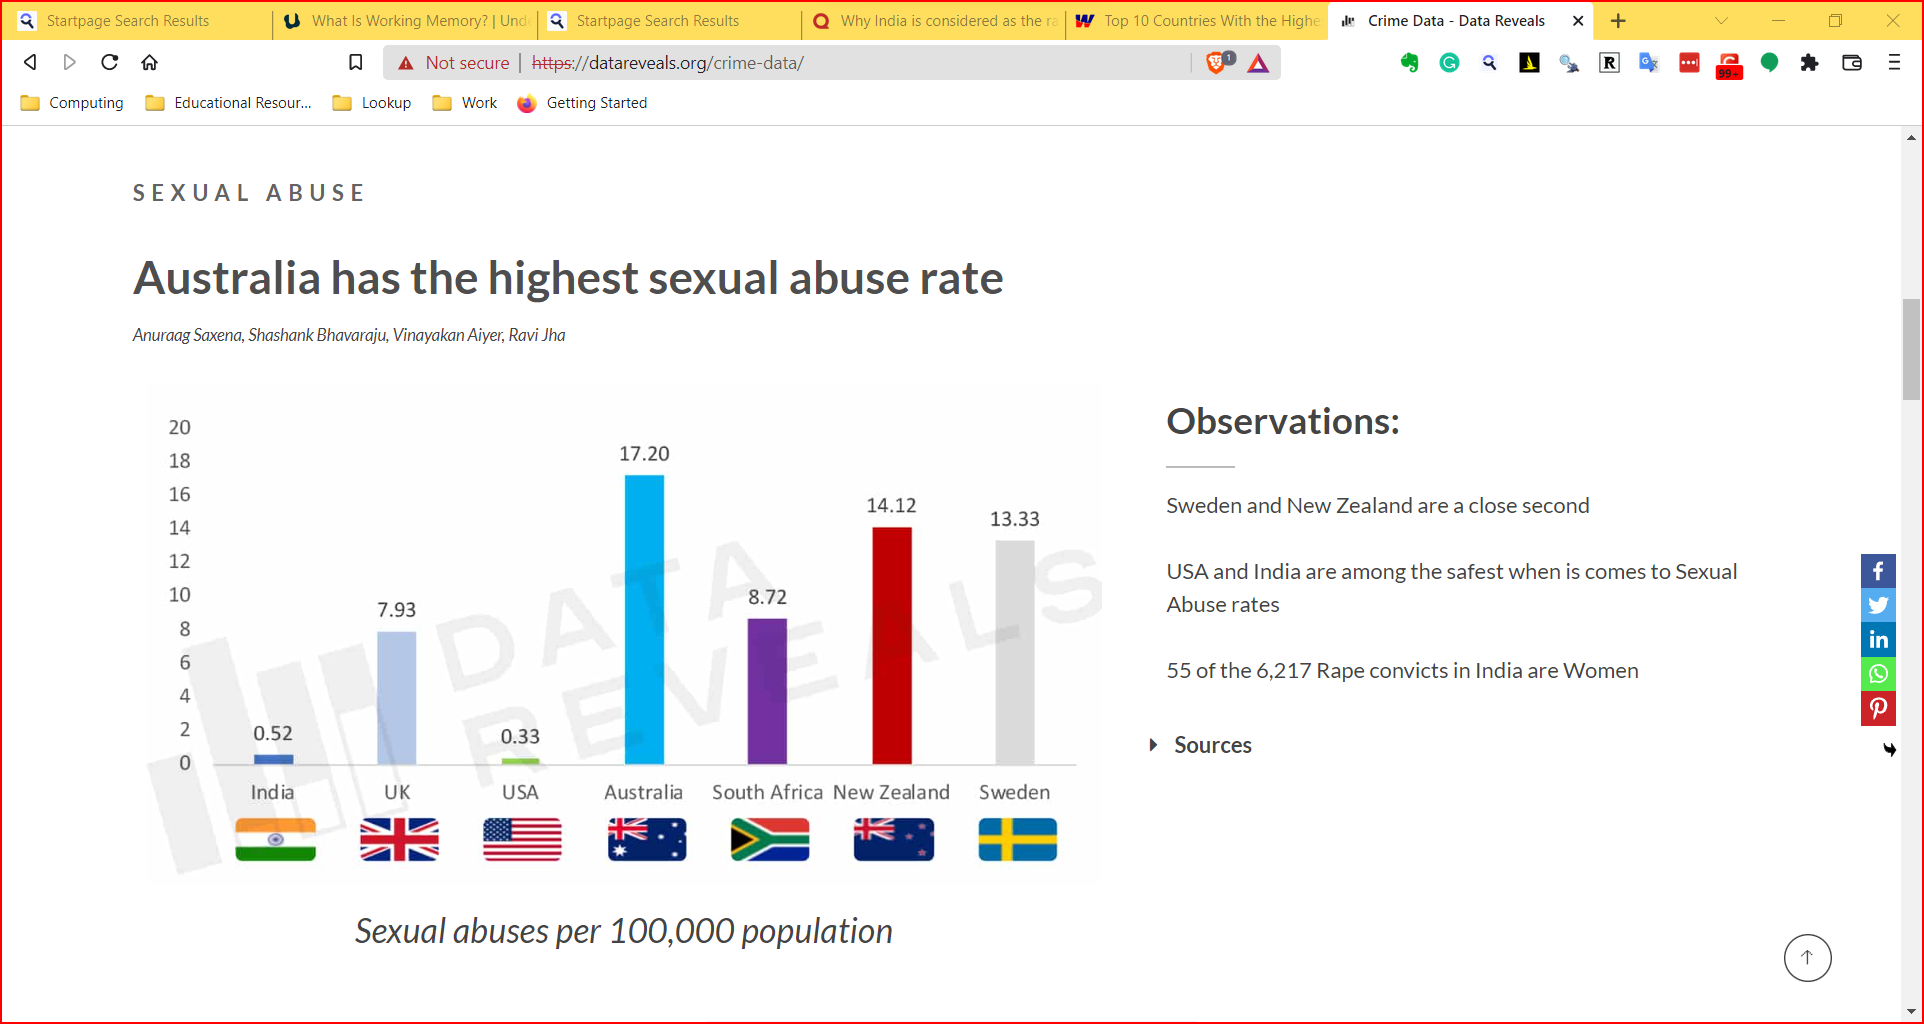 Startpage Search Results
What Is Working Memory? | Und
Startpage Search Results
Why India is considered as the ra
Top 10 Countries With the Highe
Crime Data - Data Reveals
Not secure | https://datareveals.org/crime-data/
1
99+
Computing
Educational Resour...
Lookup
Work
Getting Started
SEXUAL ABUSE
Australia has the highest sexual abuse rate
Anuraag Saxena, Shashank Bhavaraju, Vinayakan Aiyer, Ravi Jha
20
18
16
14
12
10
8
6
4
2
0
0.52
7.93
0.33
17.20
8.72
14.12
13.33
India
UK
USA
Australia
South Africa
New Zealand
Sweden
DATA
REVEALS
Sexual abuses per 100,000 population
Observations:
Sweden and New Zealand are a close second
USA and India are among the safest when is comes to Sexual
Abuse rates
55 of the 6,217 Rape convicts in India are Women
Sources